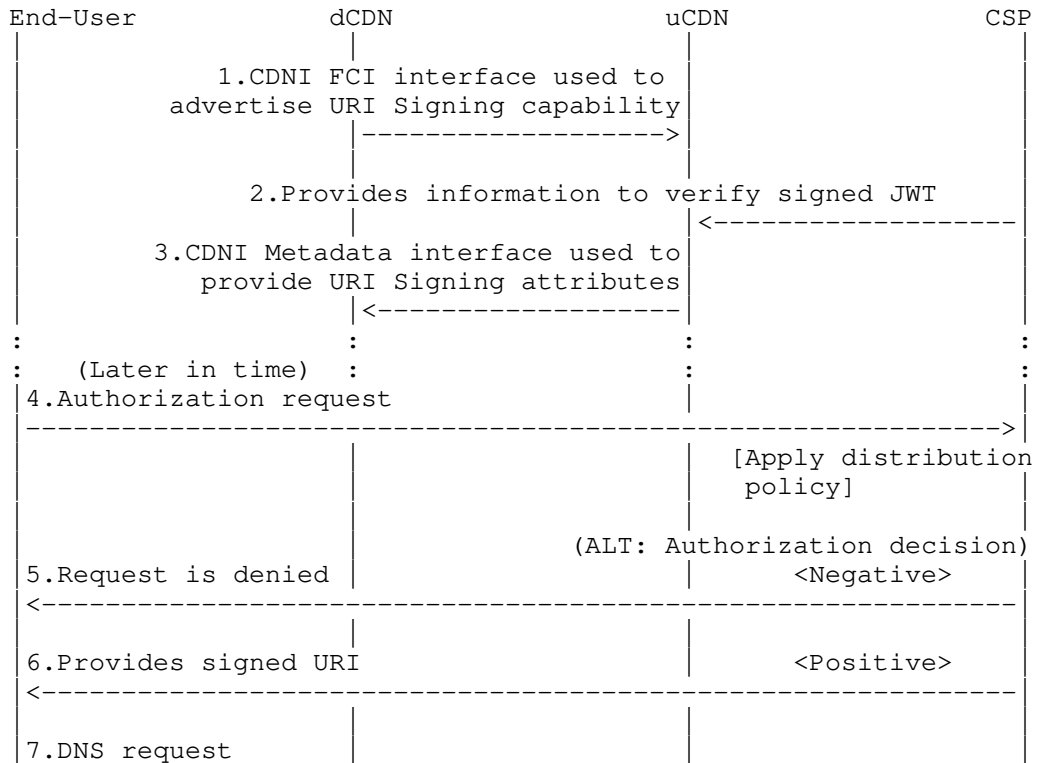 End-User dCDN uCDN CSP
1.CDNI FCI interface used to
advertise URI Signing capability
2.Provides information to verify signed JWT
3.CDNI Metadata interface used to
provide URI Signing attributes
: : : :
: (Later in time) : : :
4.Authorization request
[Apply distribution
policy]
(ALT: Authorization decision)
5.Request is denied <Negative>
6.Provides signed URI <Positive>
7.DNS request